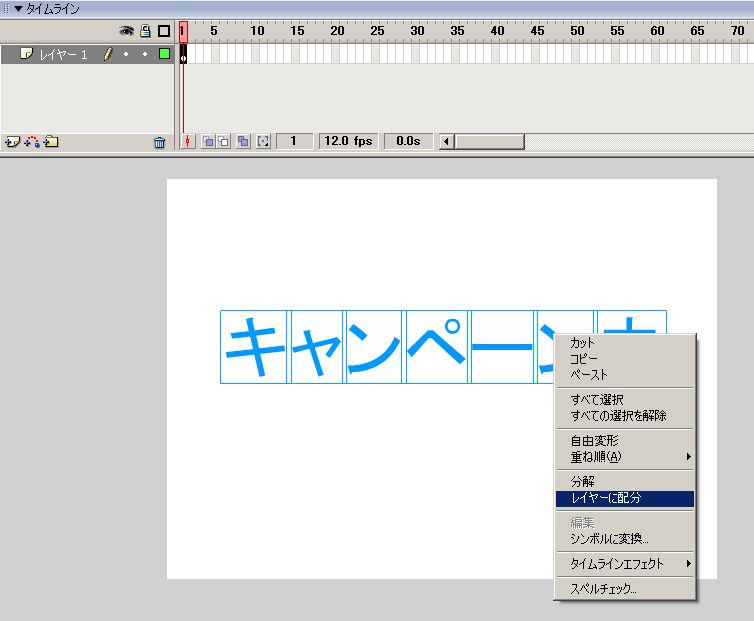 タイムライン
1 5 10 15 20 25 30 35 40 45 50 55 60 65 70
レイヤー 1
1 12.0 fps 0.0s
キャンペーン
カット
コピー
ペースト
すべて選択
すべての選択を解除
自由変形
重ね順(A)
分解
レイヤーに配分
編集
シンボルに変換...
タイムラインエフェクト
スペルチェック...